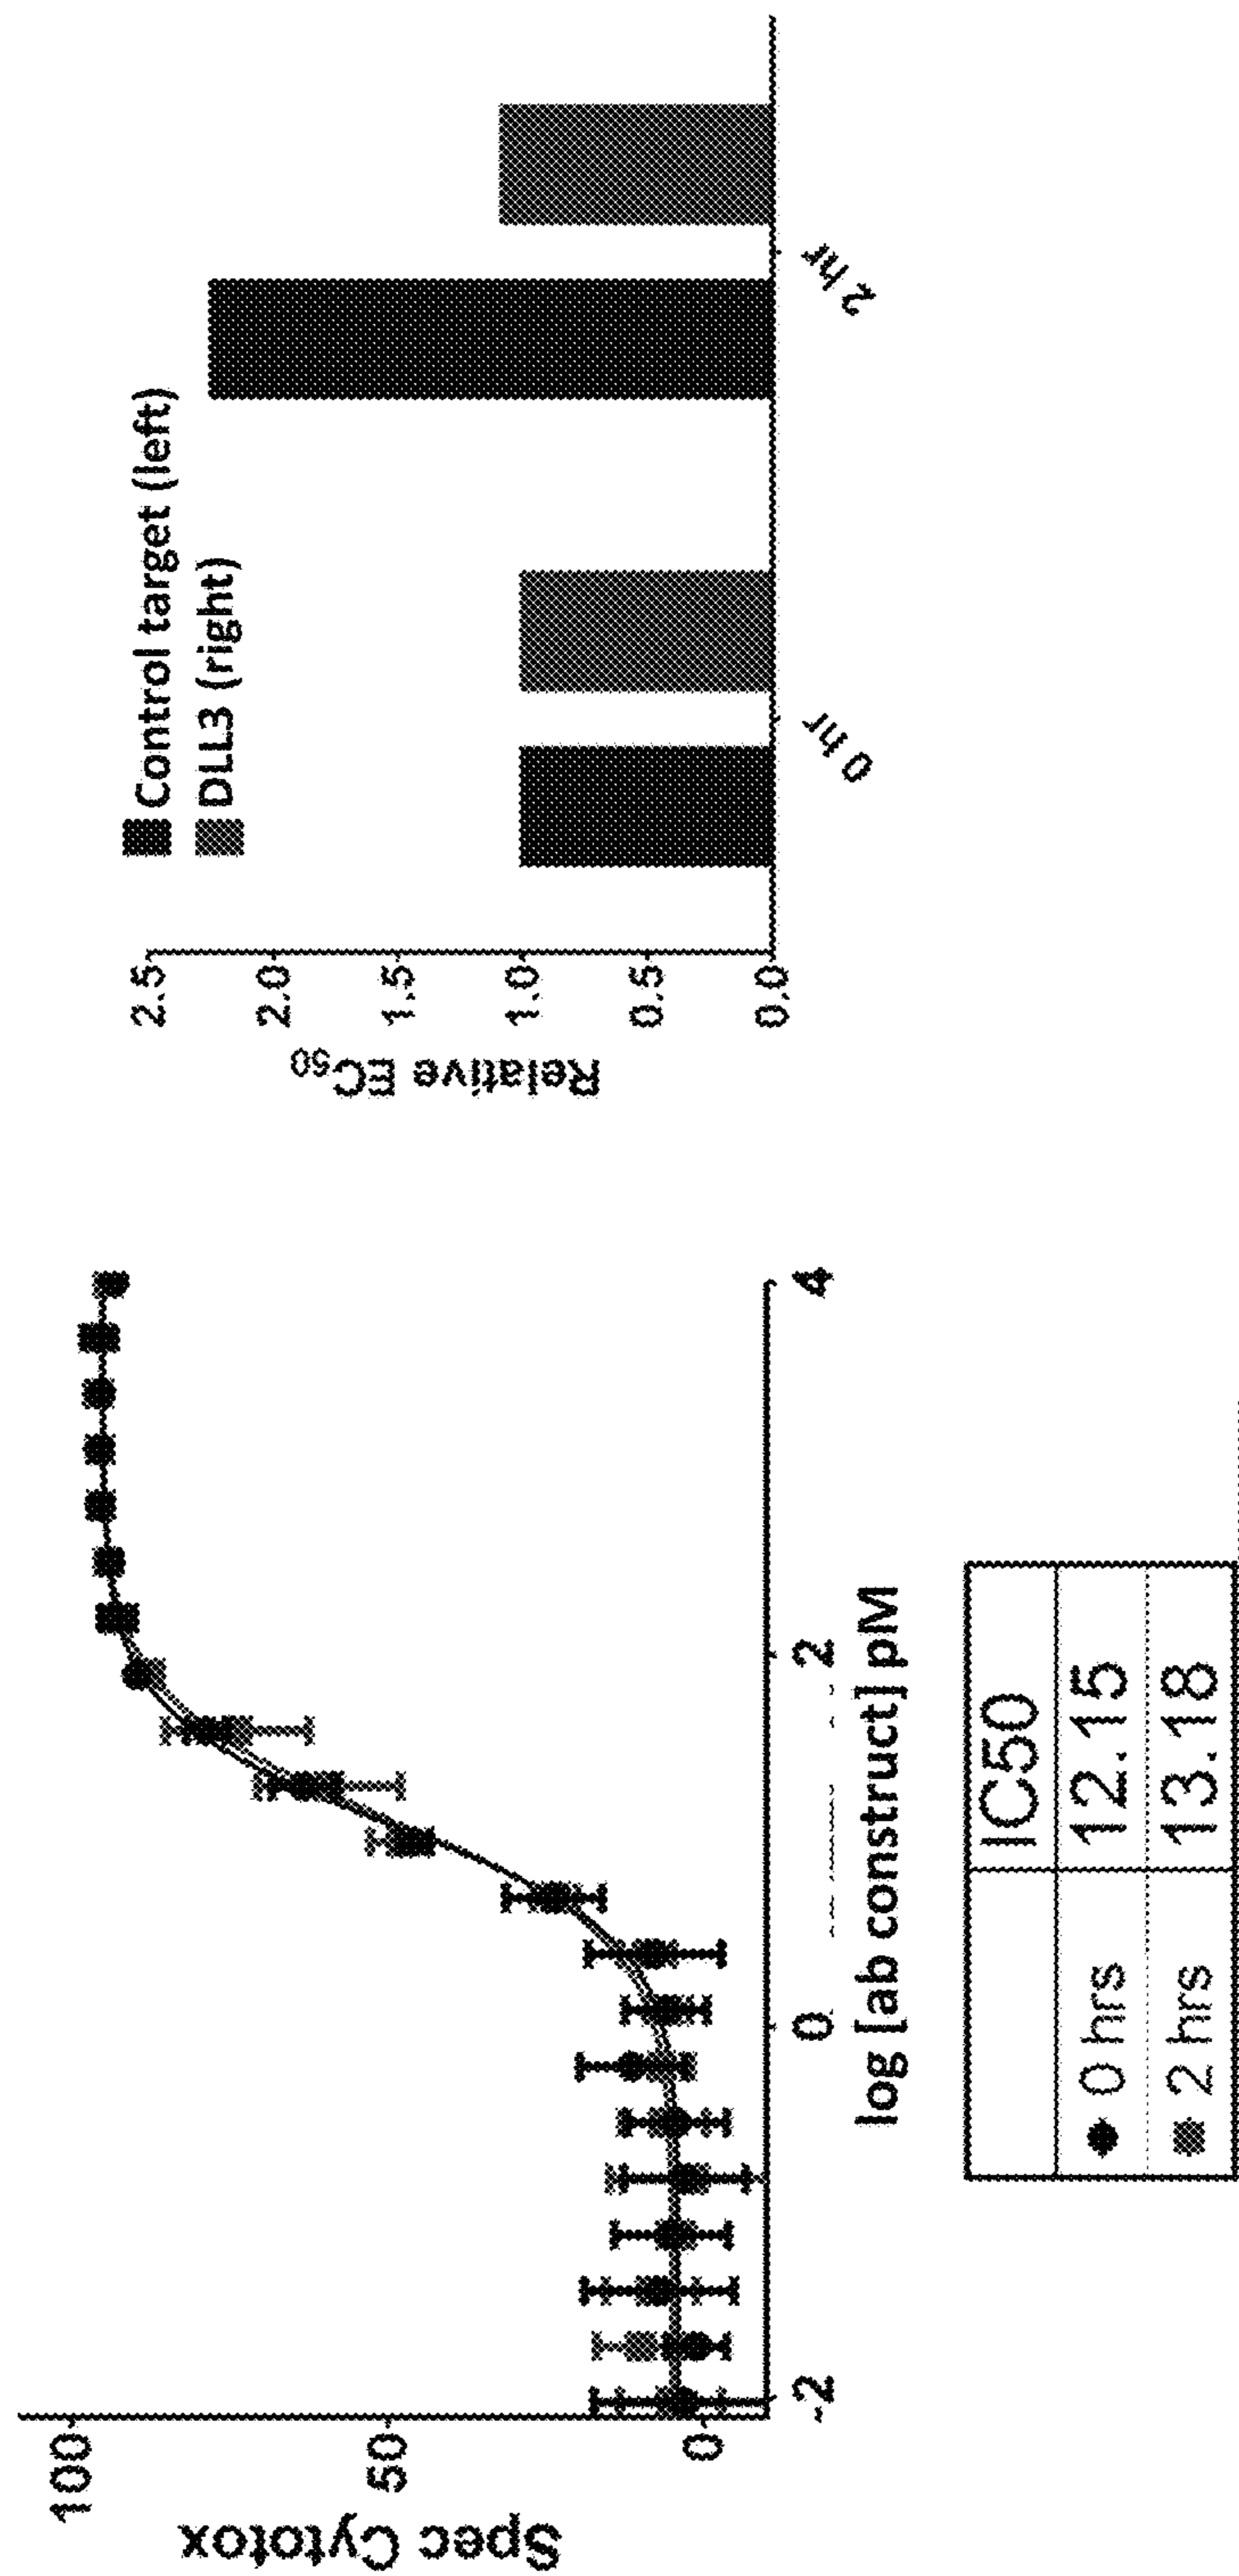 Spec Cytotox
100
50
0
-2
0
2
4
log [ab construct] pM
IC50
0 hrs 12.15
2 hrs 13.18
Control target (left)
DLL3 (right)
Relative EC50
2.5
2.0
1.5
1.0
0.5
0.0
0 hr
2 hr